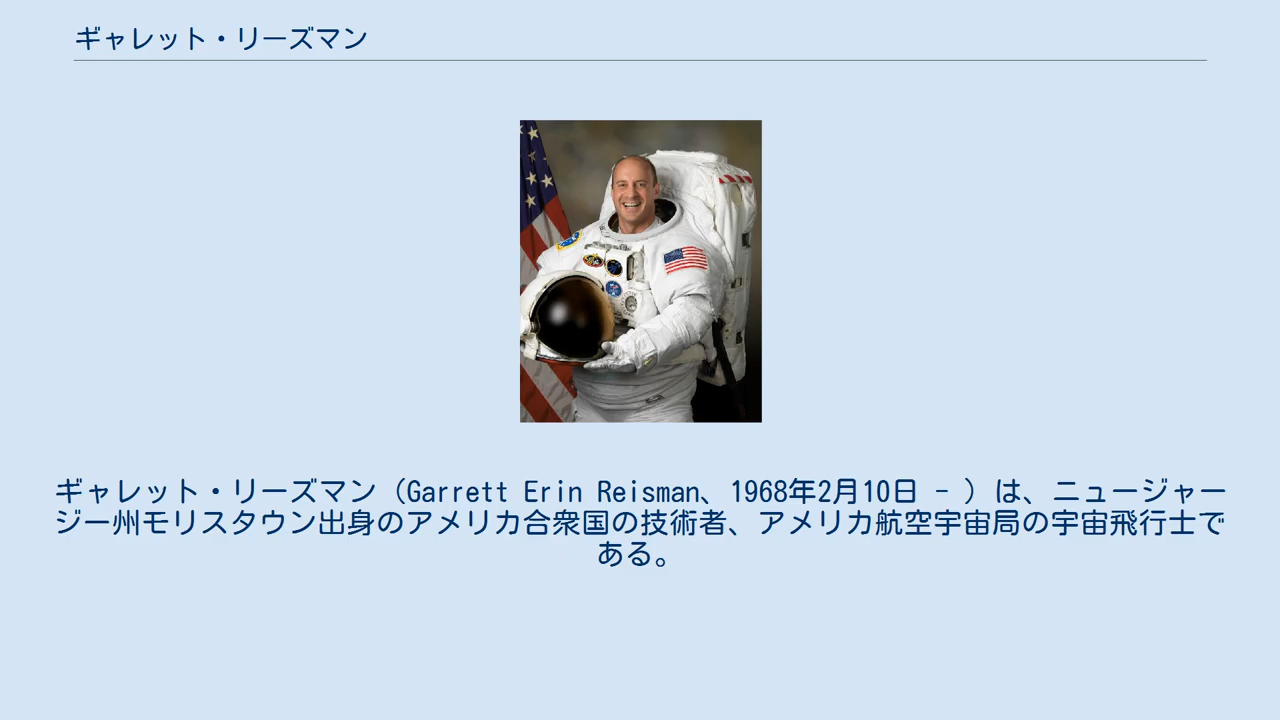 ギャレット・リーズマン
ギャレット・リーズマン（Garrett Erin Reisman、1968年2月10日 - ）は、ニュージャー
ジー州モリスタウン出身のアメリカ合衆国の技術者、アメリカ航空宇宙局の宇宙飛行士で
ある。